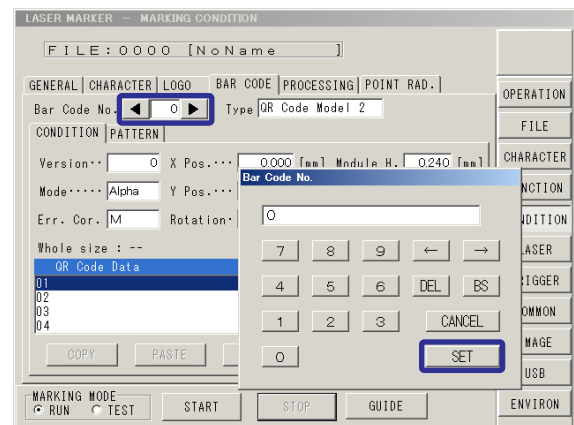 LASER MARKER － MARKING CONDITION
FILE:0000 [NoName ]
GENERAL CHARACTER LOGO BAR CODE PROCESSING POINT RAD.
Bar Code No. ◀ 0 ▶ Type QR Code Model 2
CONDITION PATTERN
Version‥ 0 X Pos.‥‥ 0.000 [mm] Module H. 0.240 [mm]
Mode‥‥‥ Alpha Y Pos.‥‥
Err. Cor. M Rotation‥
Whole size : --
QR Code Data
01
02
03
04
COPY PASTE
Bar Code No.
0
7 8 9 ← →
4 5 6 DEL BS
1 2 3 CANCEL
0 SET
MARKING MODE
RUN TEST START STOP GUIDE
OPERATION
FILE
CHARACTER
NCTION
NDITION
LASER
RIGGER
OMMON
MAGE
USB
ENVIRON